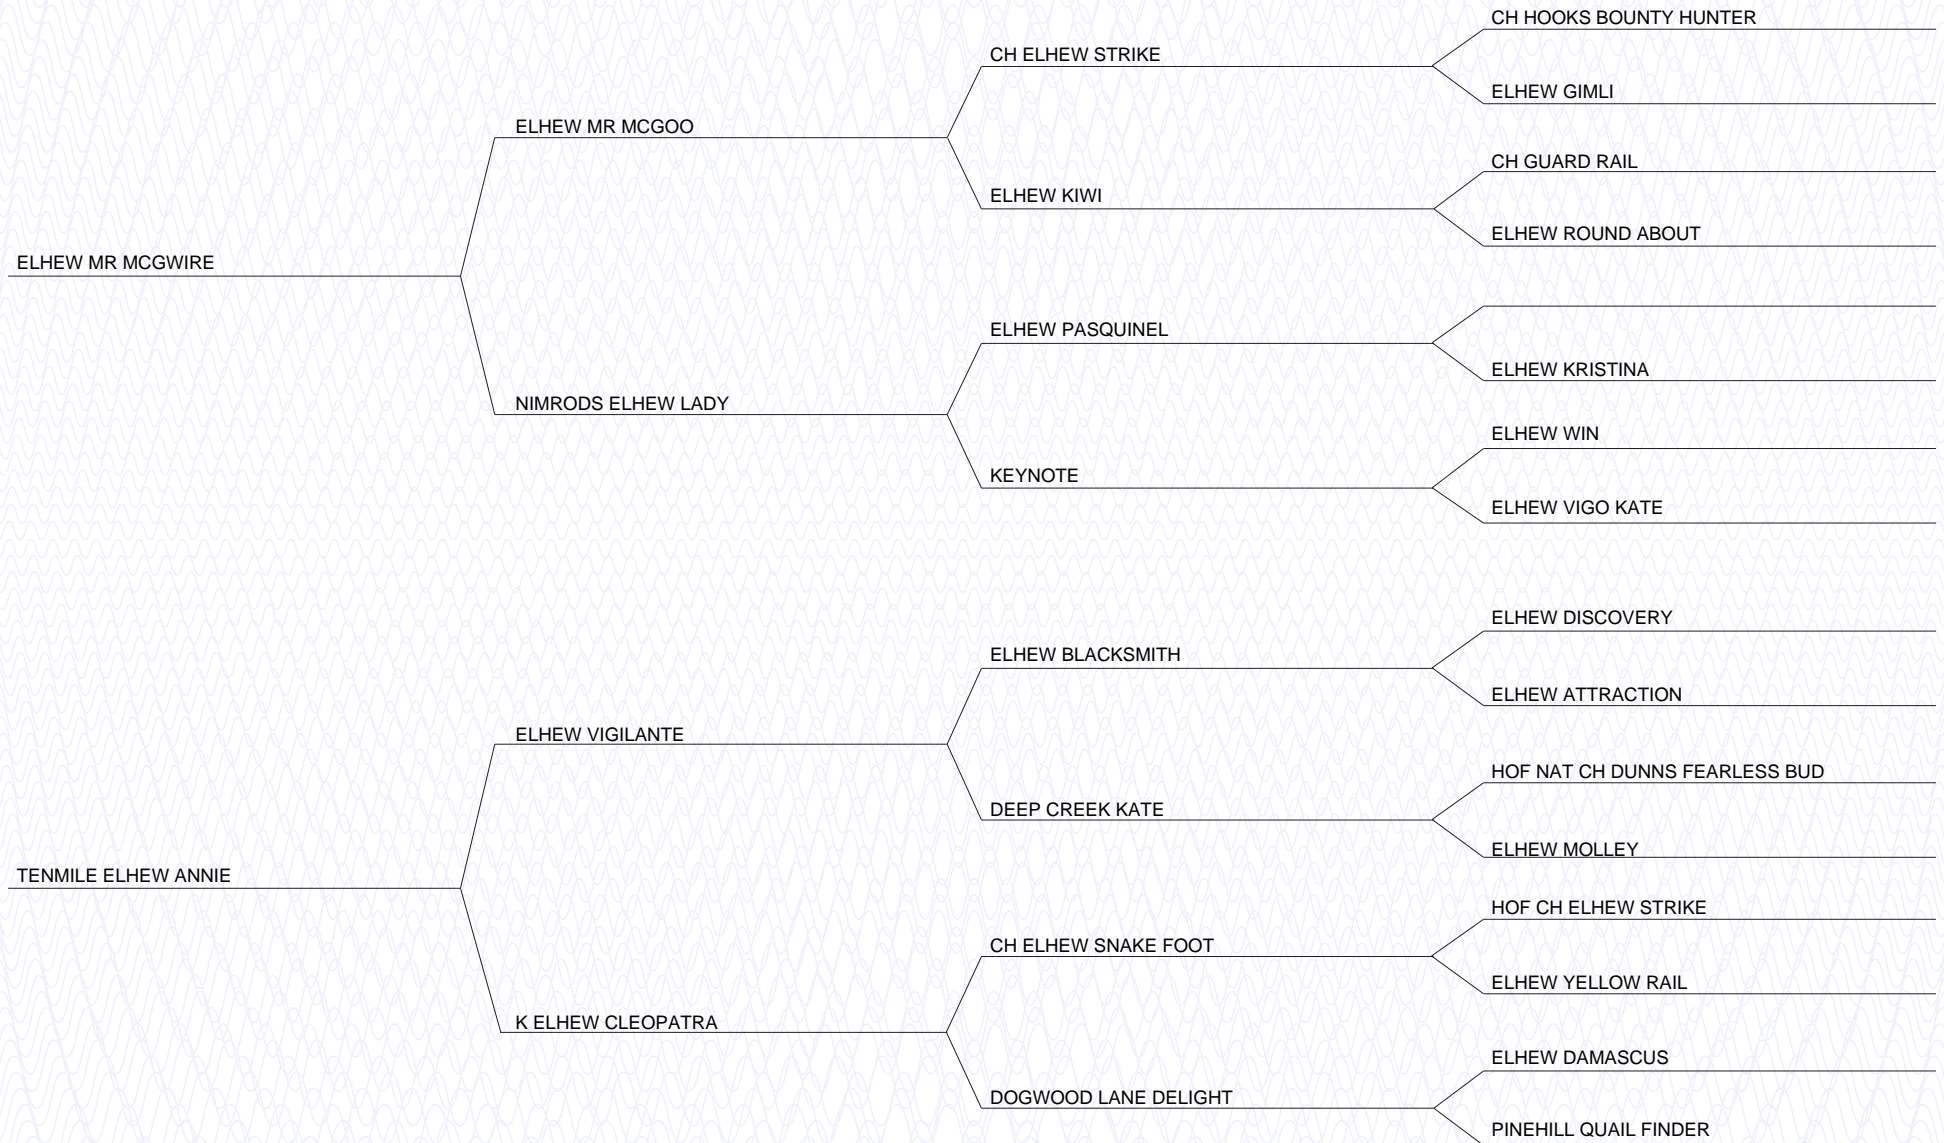 CH HOOKS BOUNTY HUNTER
CH ELHEW STRIKE
ELHEW GIMLI
ELHEW MR MCGOO
CH GUARD RAIL
ELHEW KIWI
ELHEW ROUND ABOUT
ELHEW MR MCGWIRE
ELHEW PASQUINEL
ELHEW KRISTINA
NIMRODS ELHEW LADY
ELHEW WIN
KEYNOTE
ELHEW VIGO KATE
ELHEW DISCOVERY
ELHEW BLACKSMITH
ELHEW ATTRACTION
ELHEW VIGILANTE
HOF NAT CH DUNNS FEARLESS BUD
DEEP CREEK KATE
ELHEW MOLLEY
TENMILE ELHEW ANNIE
HOF CH ELHEW STRIKE
CH ELHEW SNAKE FOOT
ELHEW YELLOW RAIL
K ELHEW CLEOPATRA
ELHEW DAMASCUS
DOGWOOD LANE DELIGHT
PINEHILL QUAIL FINDER